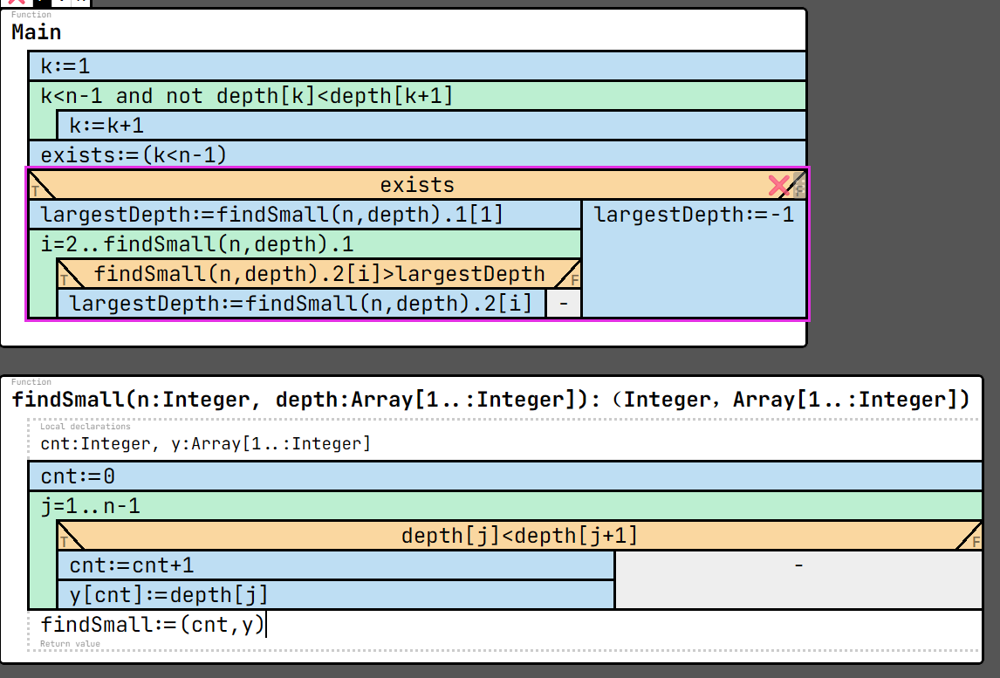 Function
Main
k:=1
k<n-1 and not depth[k]<depth[k+1]
k:=k+1
exists:=(k<n-1)
T exists
largestDepth:=findSmall(n,depth).1[1]
largestDepth:=-1
i=2..findSmall(n,depth).1
T findSmall(n,depth).2[i]>largestDepth F
largestDepth:=findSmall(n,depth).2[i] -
Function
findSmall(n:Integer, depth:Array[1..:Integer]): (Integer, Array[1..:Integer])
Local declarations
cnt:Integer, y:Array[1..:Integer]
cnt:=0
j=1..n-1
T depth[j]<depth[j+1] F
cnt:=cnt+1 -
y[cnt]:=depth[j]
findSmall:=(cnt,y)
Return value